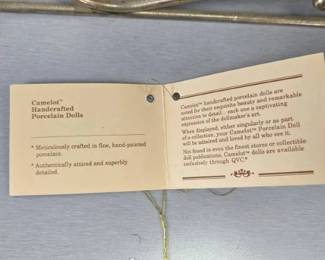 Camelot™
Handcrafted
Porcelain Dolls
* Meticulously crafted in fine, hand-painted
porcelain.
* Authentically attired and superbly
detailed.
Camelot™ handcrafted porcelain dolls are
noted for their exquisite beauty and remarkable
attention to detail . . . each one a captivating
expression of the dollmaker's art.
When displayed, either singularly or as part
of a collection, your Camelot™ Porcelain Doll
will be admired and loved by all who see it.
Not found in even the finest stores or collectible
doll publications, Camelot™ dolls are available
exclusively through QVC.®